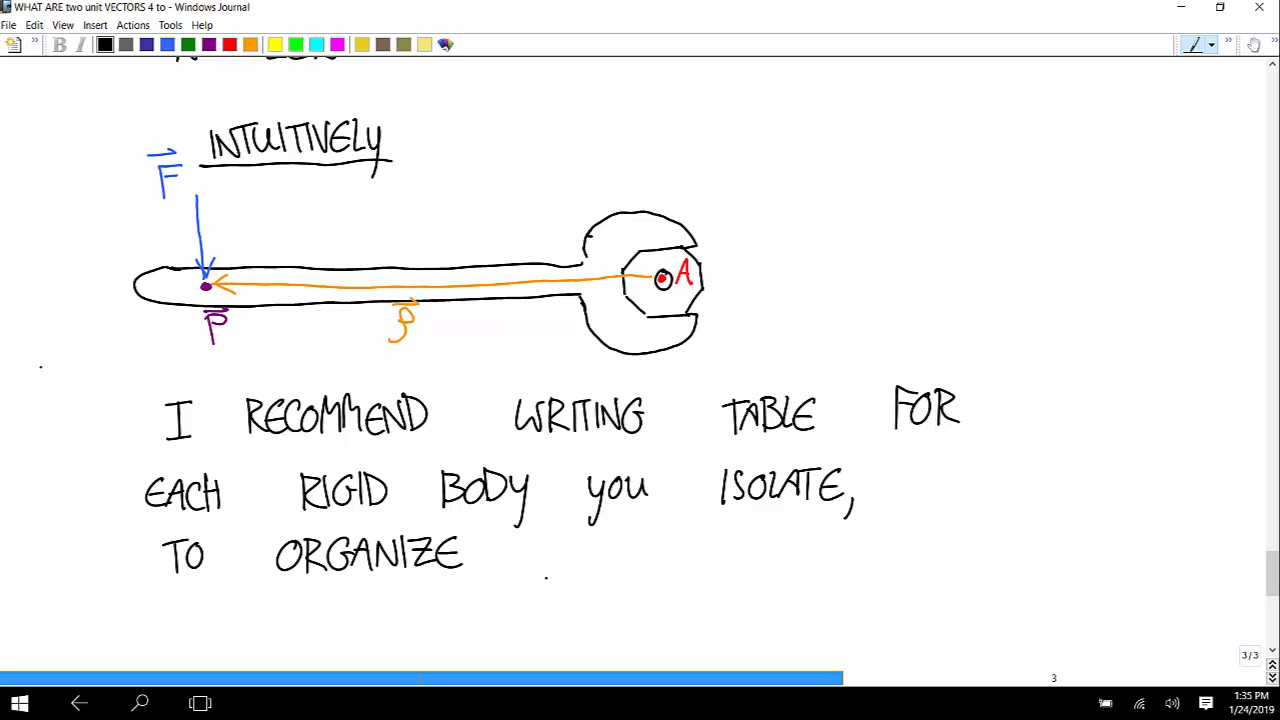 WHAT ARE two unit VECTORS 4 to - Windows Journal
File Edit View Insert Actions Tools Help
B I
INTUITIVELY
F
A
P
ρ
I RECOMMEND WRITING TABLE FOR
EACH RIGID BODY YOU ISOLATE,
TO ORGANIZE
3/3
3
1:35 PM
1/24/2019